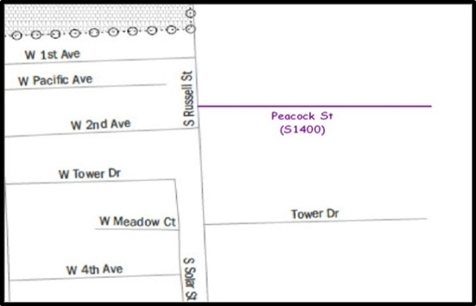 W 1st Ave
W Pacific Ave
S Russell St
Peacock St
(S1400)
W 2nd Ave
W Tower Dr
W Meadow Ct
Tower Dr
W 4th Ave
S Solar St